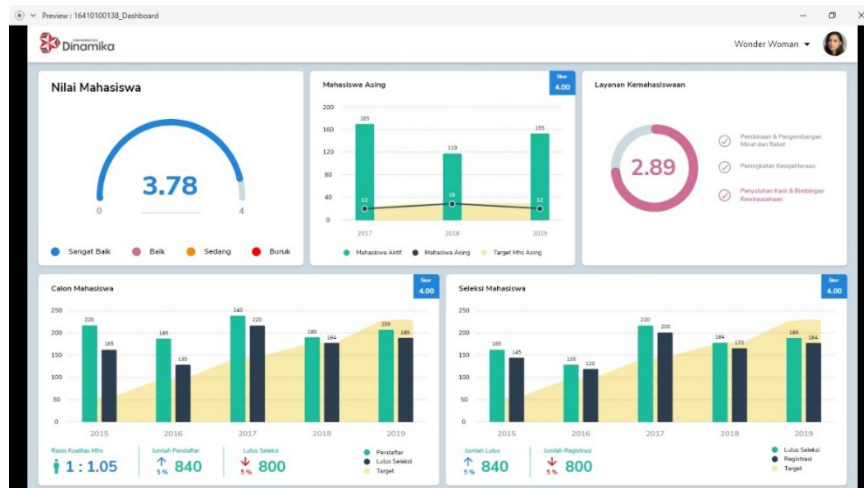 Preview : 16410100138_Dashboard
UNIVERSITAS
Dinamika
Wonder Woman
Nilai Mahasiswa
3.78
0
4
Sangat Baik
Baik
Sedang
Buruk
Mahasiswa Asing
Skor
4.00
200
160
120
80
40
0
185
119
155
12
18
12
2017
2018
2019
Mahasiswa Aktif
Mahasiswa Asing
Target Mhs Asing
Layanan Kemahasiswaan
2.89
Pembinaan & Pengembangan
Minat dan Bakat
Peningkatan Kesejahteraan
Penyuluhan Karir & Bimbingan
Kewirausahaan
Calon Mahasiswa
Skor
4.00
250
200
150
100
50
0
220
165
185
135
240
220
189
184
209
189
2015
2016
2017
2018
2019
Rasio Kualitas Mhs
1 : 1.05
Jumlah Pendaftar
5 %
840
Lulus Seleksi
5 %
800
Pendaftar
Lulus Seleksi
Target
Seleksi Mahasiswa
Skor
4.00
250
200
150
100
50
0
165
145
135
120
220
200
184
175
189
184
2015
2016
2017
2018
2019
Jumlah Lulus
5 %
840
Jumlah Registrasi
5 %
800
Lulus Seleksi
Registrasi
Target